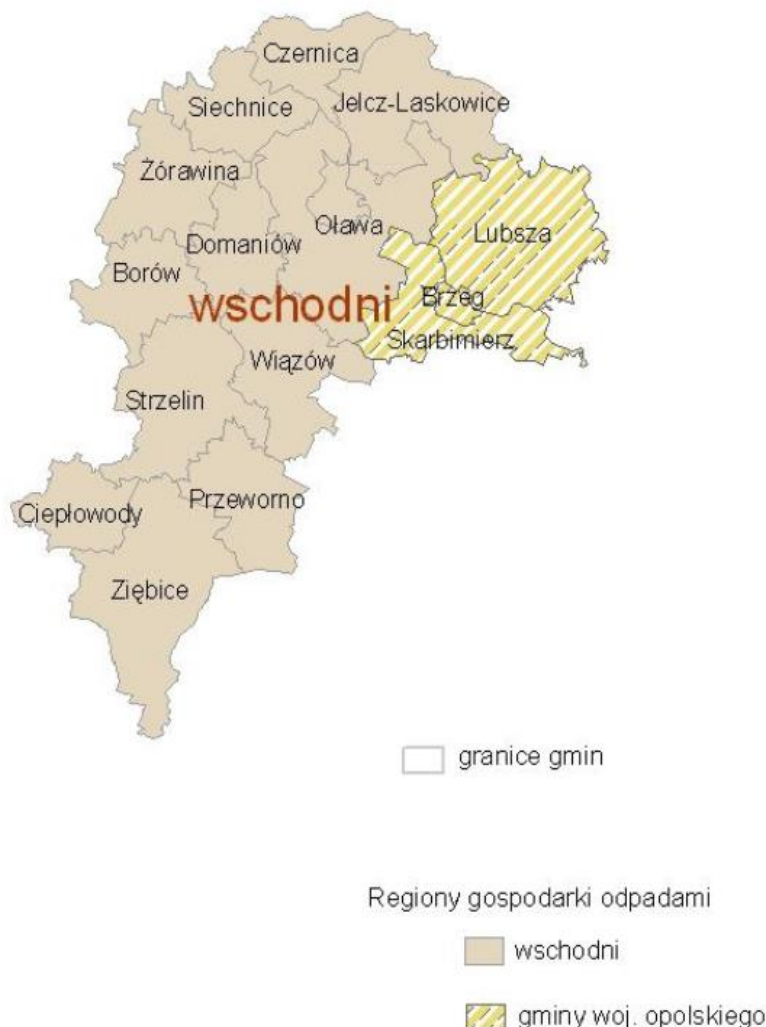 Czernica
Siechnice
Jelcz-Laskowice
Żórawina
Oława
Lubsza
Domaniów
Borów
wschodni
Brzeg
Skarbimierz
Wiązów
Strzelin
Przeworno
Ciepłowody
Ziębice
granice gmin
Regiony gospodarki odpadami
wschodni
gminy woj. opolskiego